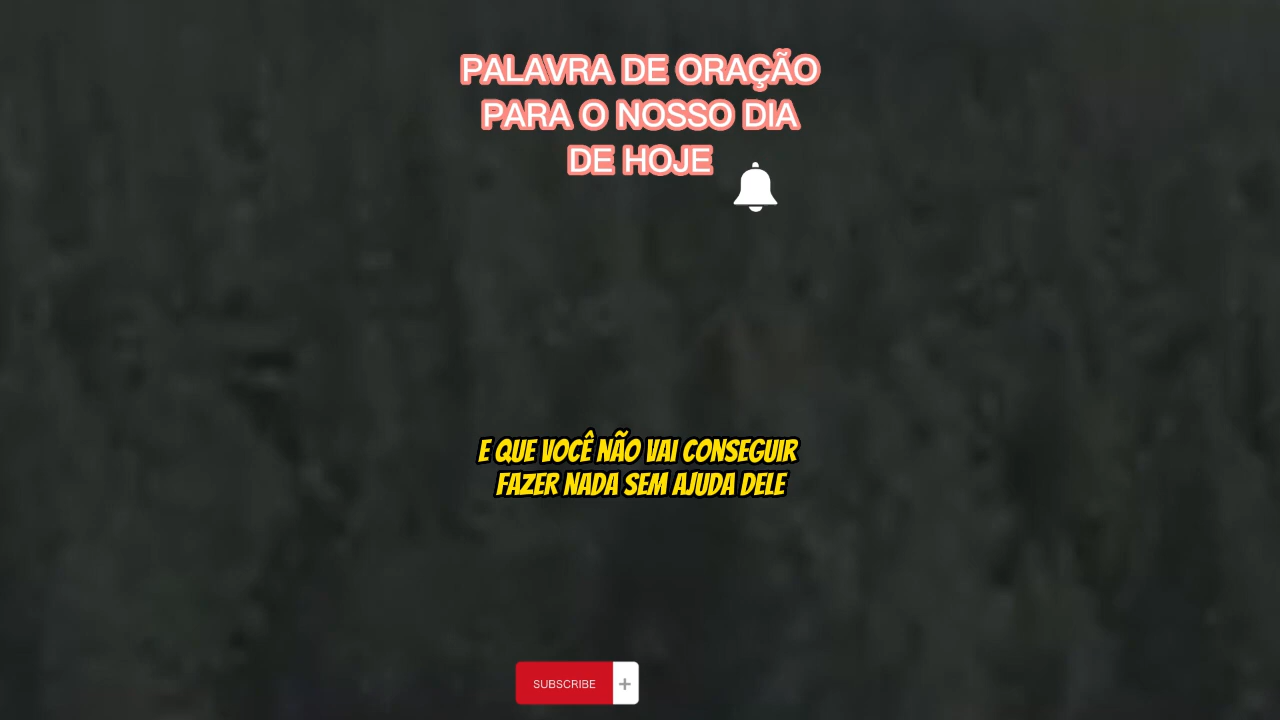 PALAVRA DE ORAÇÃO
PARA O NOSSO DIA
DE HOJE
E QUE VOCÊ NÃO VAI CONSEGUIR
FAZER NADA SEM AJUDA DELE
SUBSCRIBE